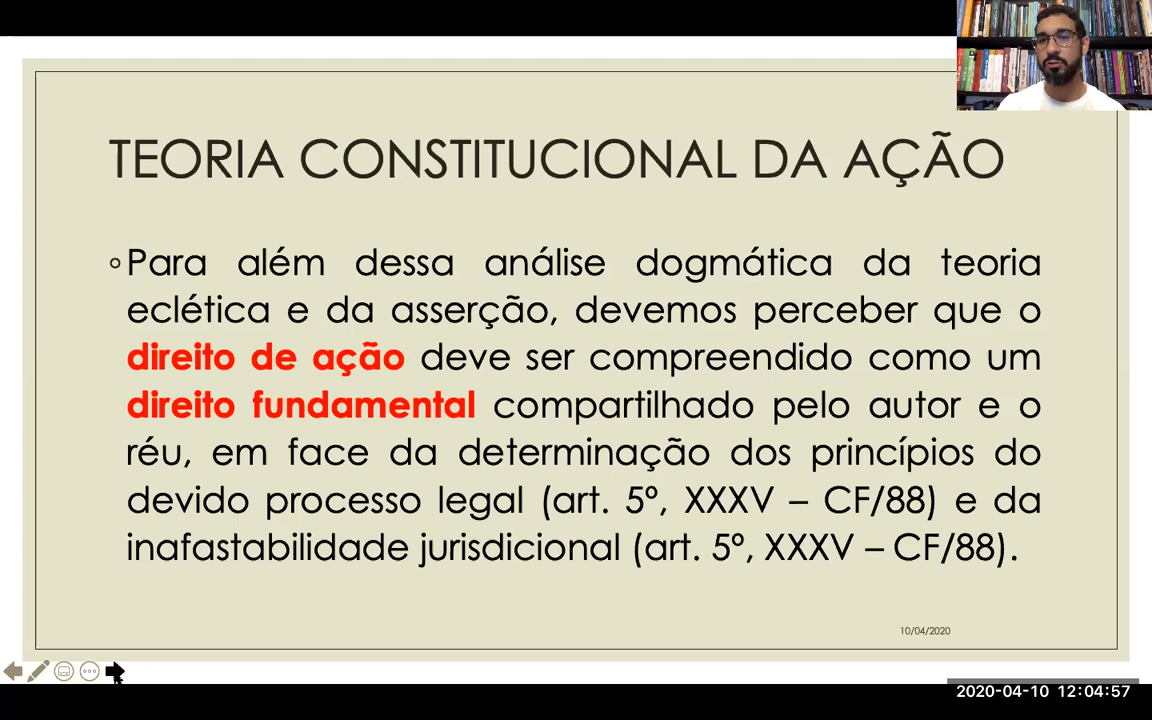 TEORIA CONSTITUCIONAL DA AÇÃO
◦Para além dessa análise dogmática da teoria
eclética e da asserção, devemos perceber que o
direito de ação deve ser compreendido como um
direito fundamental compartilhado pelo autor e o
réu, em face da determinação dos princípios do
devido processo legal (art. 5º, XXXV – CF/88) e da
inafastabilidade jurisdicional (art. 5º, XXXV – CF/88).
10/04/2020
2020-04-10 12:04:57